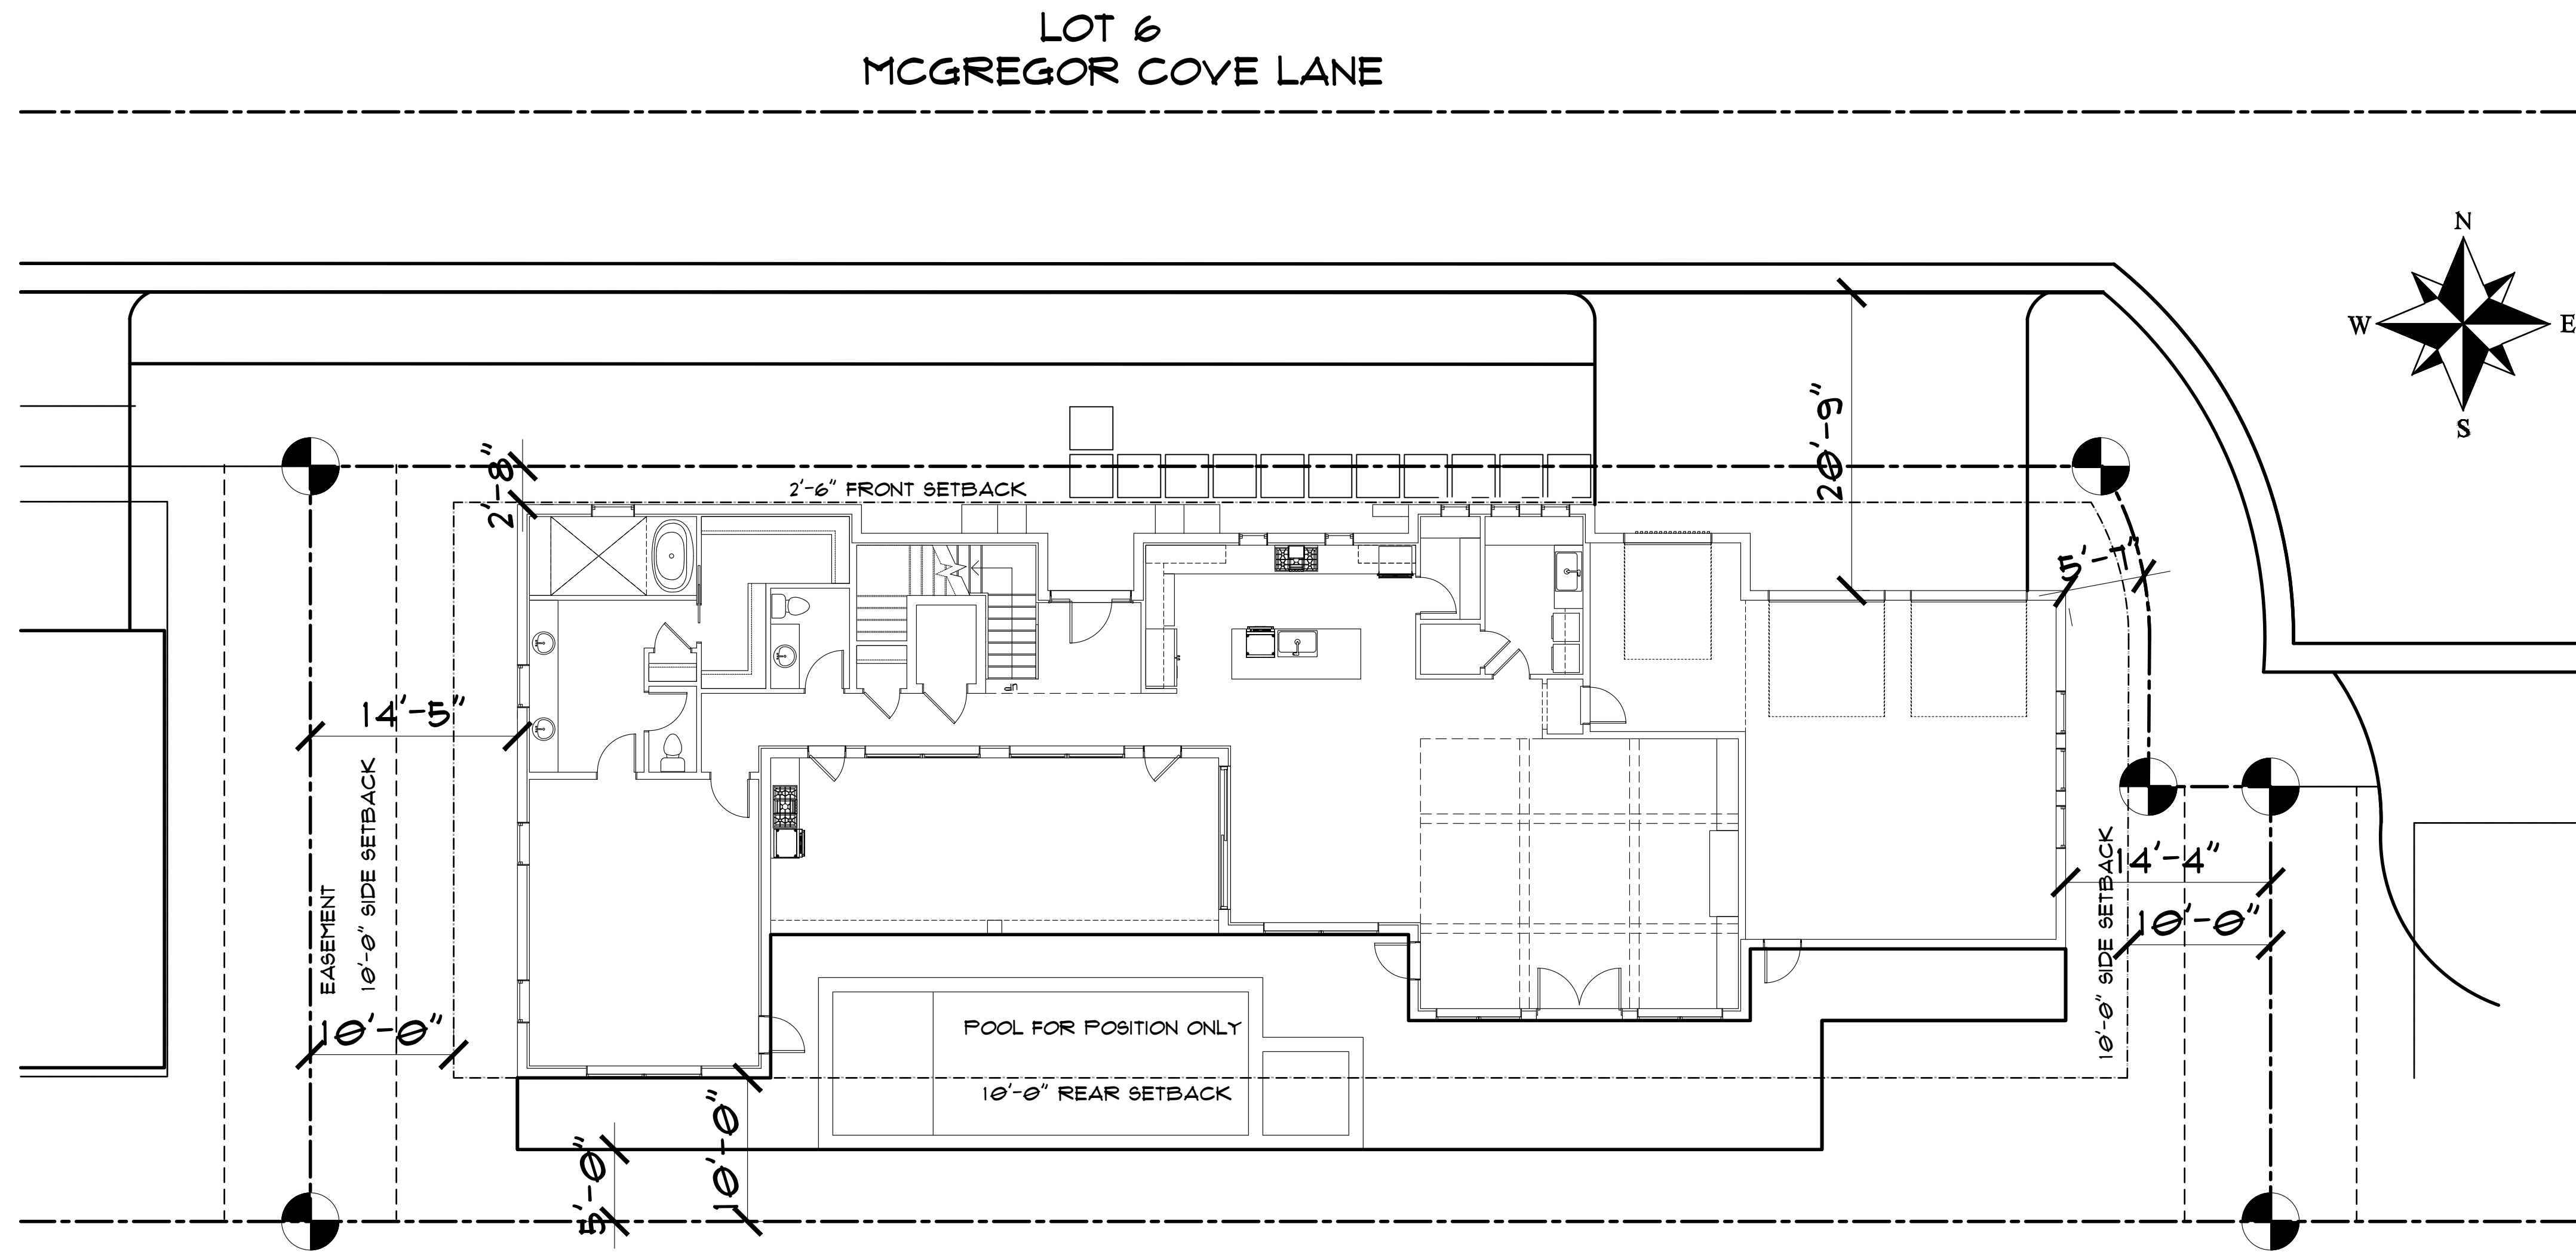 LOT 6
MCGREGOR COVE LANE
N
W
E
S
2'-8"
2'-6" FRONT SETBACK
20'-9"
5'-7"
14'-5"
EASEMENT
10'-0" SIDE SETBACK
10'-0"
dn
14'-4"
10'-0"
10'-0" SIDE SETBACK
POOL FOR POSITION ONLY
10'-0" REAR SETBACK
10'-0"
5'-0"